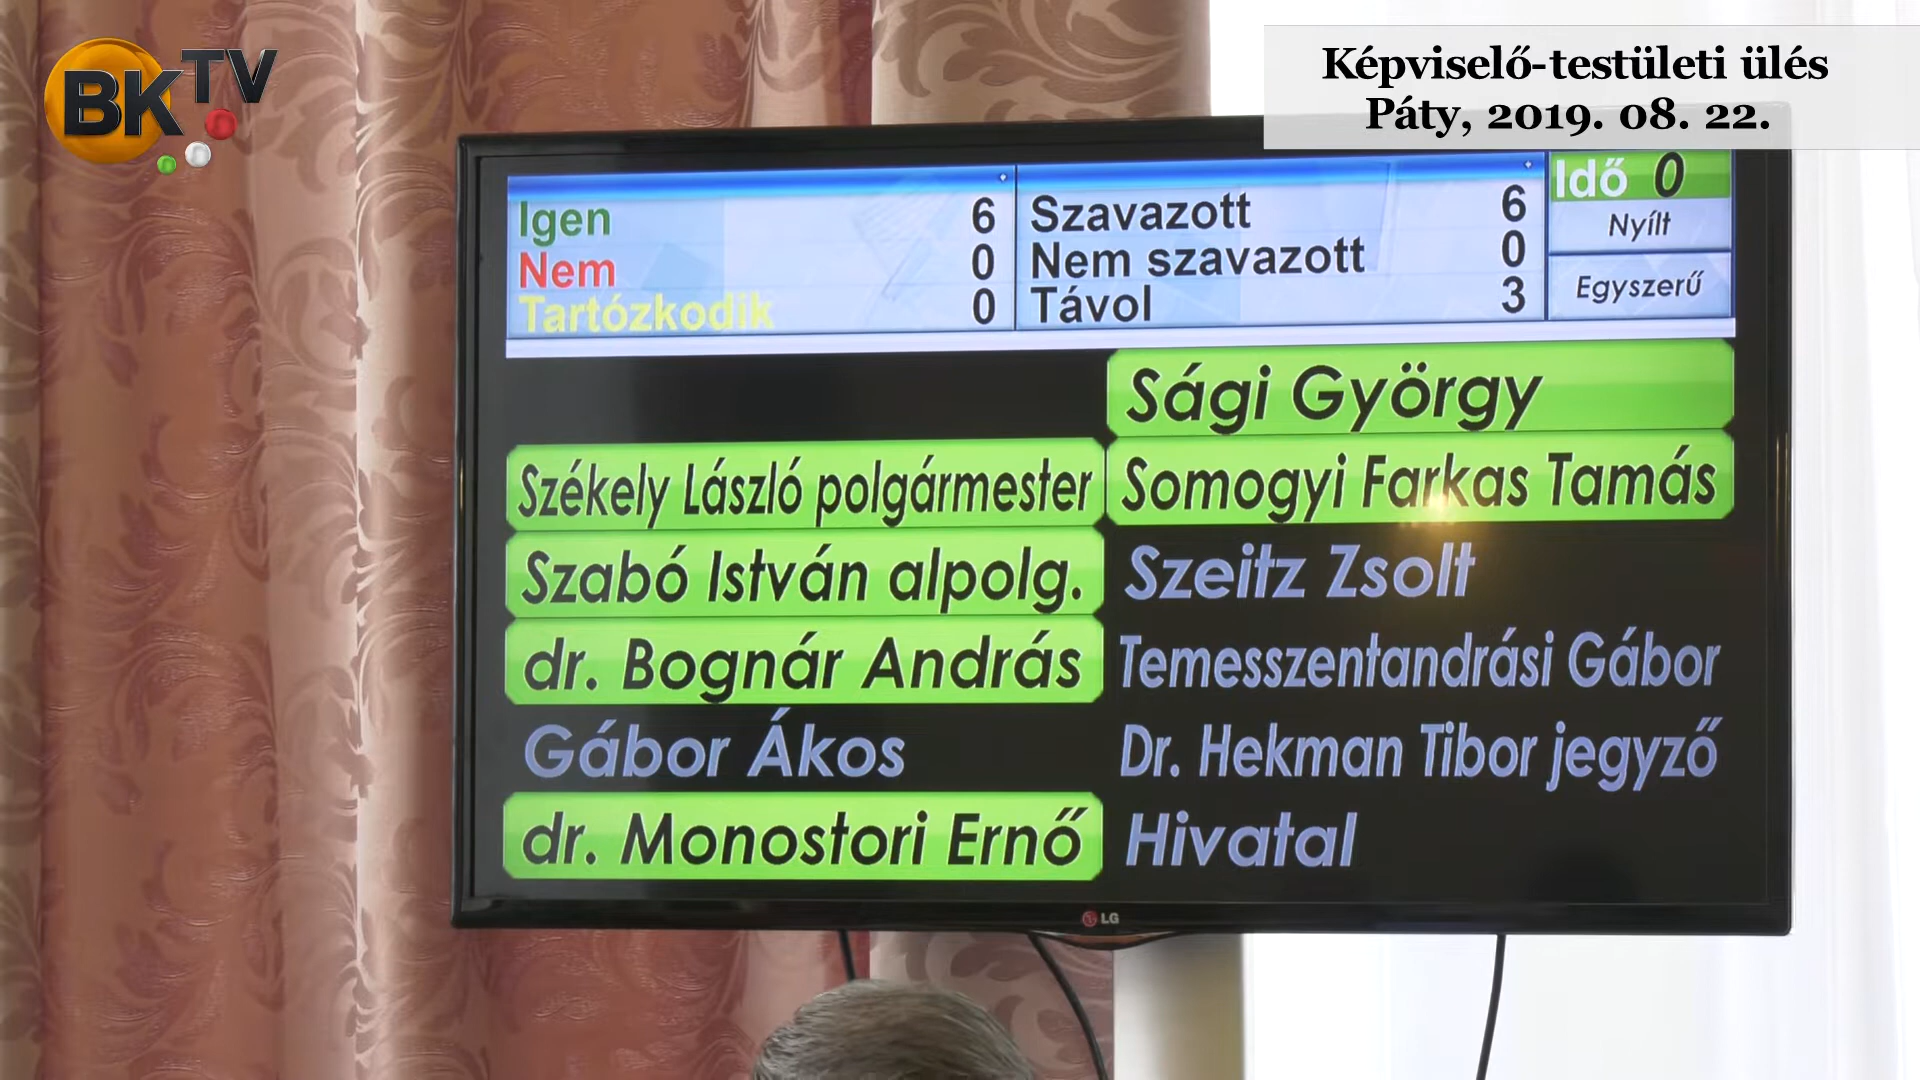 BKTV
Képviselő-testületi ülés
Páty, 2019. 08. 22.
Igen 6
Nem 0
Tartózkodik 0
Szavazott 6
Nem szavazott 0
Távol 3
Idő 0
Nyílt
Egyszerű
Székely László polgármester
Szabó István alpolg.
dr. Bognár András
Gábor Ákos
dr. Monostori Ernő
Sági György
Somogyi Farkas Tamás
Szeitz Zsolt
Temesszentandrási Gábor
Dr. Hekman Tibor jegyző
Hivatal
LG